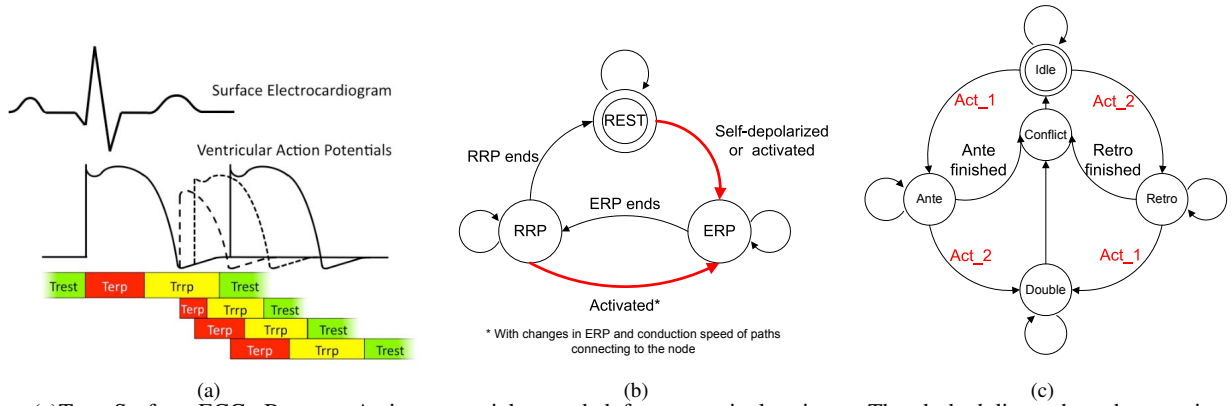 Surface Electrocardiogram
Ventricular Action Potentials
Trest Terp Trrp Trest
Terp Trrp Trest
Terp Trrp Trest
Terp Trrp Trest
(a)
REST
Self-depolarized
or activated
RRP ends
ERP ends
RRP
ERP
Activated*
* With changes in ERP and conduction speed of paths
connecting to the node
(b)
Idle
Act_1
Act_2
Conflict
Ante
finished
Retro
finished
Ante
Retro
Act_2
Act_1
Double
(c)